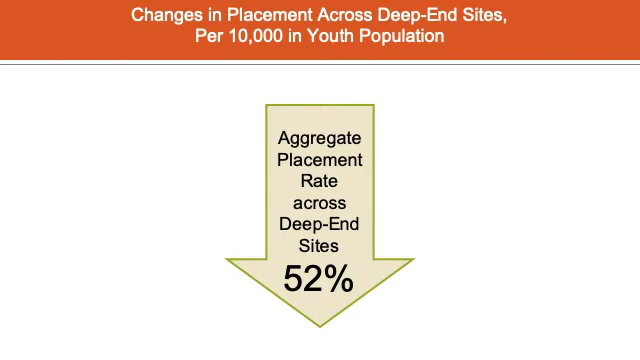 Changes in Placement Across Deep-End Sites,
Per 10,000 in Youth Population
Aggregate
Placement
Rate
across
Deep-End
Sites
52%